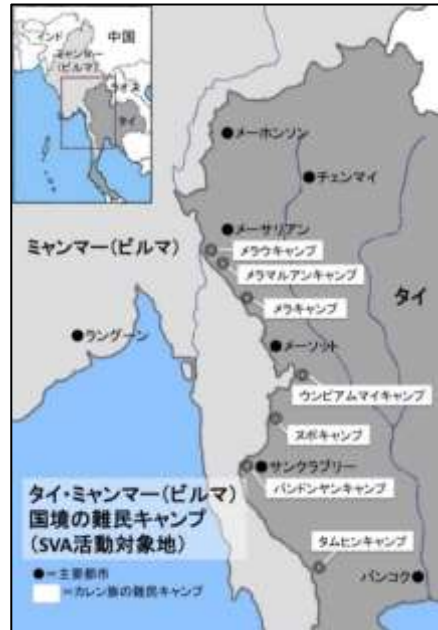 中国
インド
ミャンマー
(ビルマ)
ラオス
タイ
メーホンソン
チェンマイ
メーサリアン
ミャンマー(ビルマ)
メラウキャンプ
メラマルアンキャンプ
タイ
メラキャンプ
ラングーン
メーソット
ウンピアムマイキャンプ
ヌポキャンプ
サンクラブリー
バンドンヤンキャンプ
タイ・ミャンマー(ビルマ)
国境の難民キャンプ
(SVA活動対象地)
タムヒンキャンプ
●=主要都市
=カレン族の難民キャンプ
バンコク